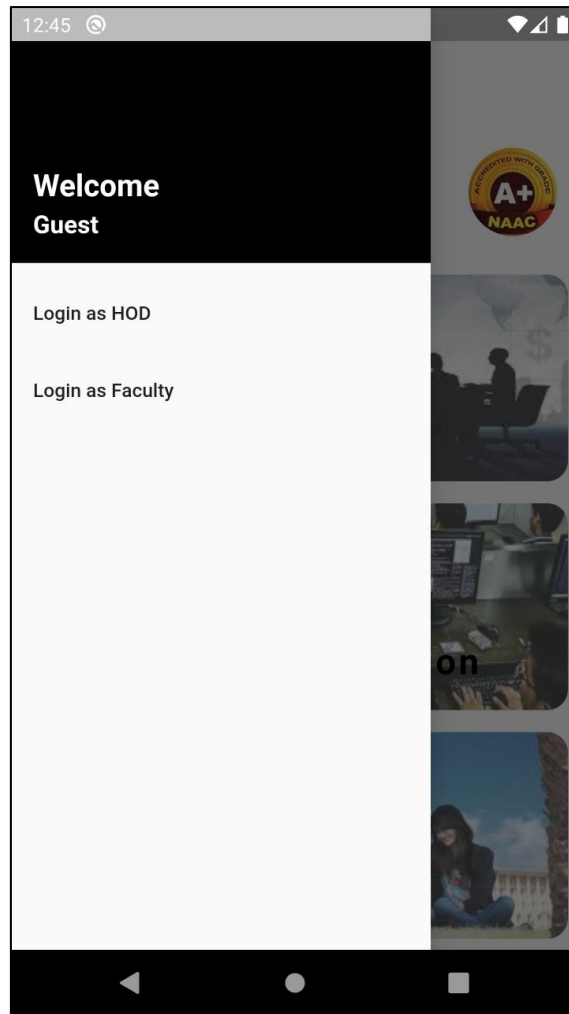 12:45
Welcome
Guest
ACCREDITED WITH GRADE
A+
NAAC
Login as HOD
Login as Faculty
$
on